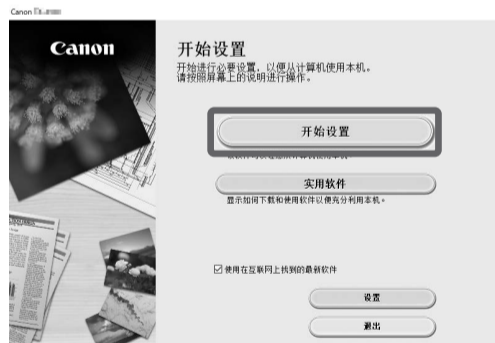 Canon
Canon
开始设置
开始进行必要设置，以便从计算机使用本机。
请按照屏幕上的说明进行操作。
开始设置
实用软件
显示如何下载和使用软件以便充分利用本机。
使用在互联网上找到的最新软件
设置
退出